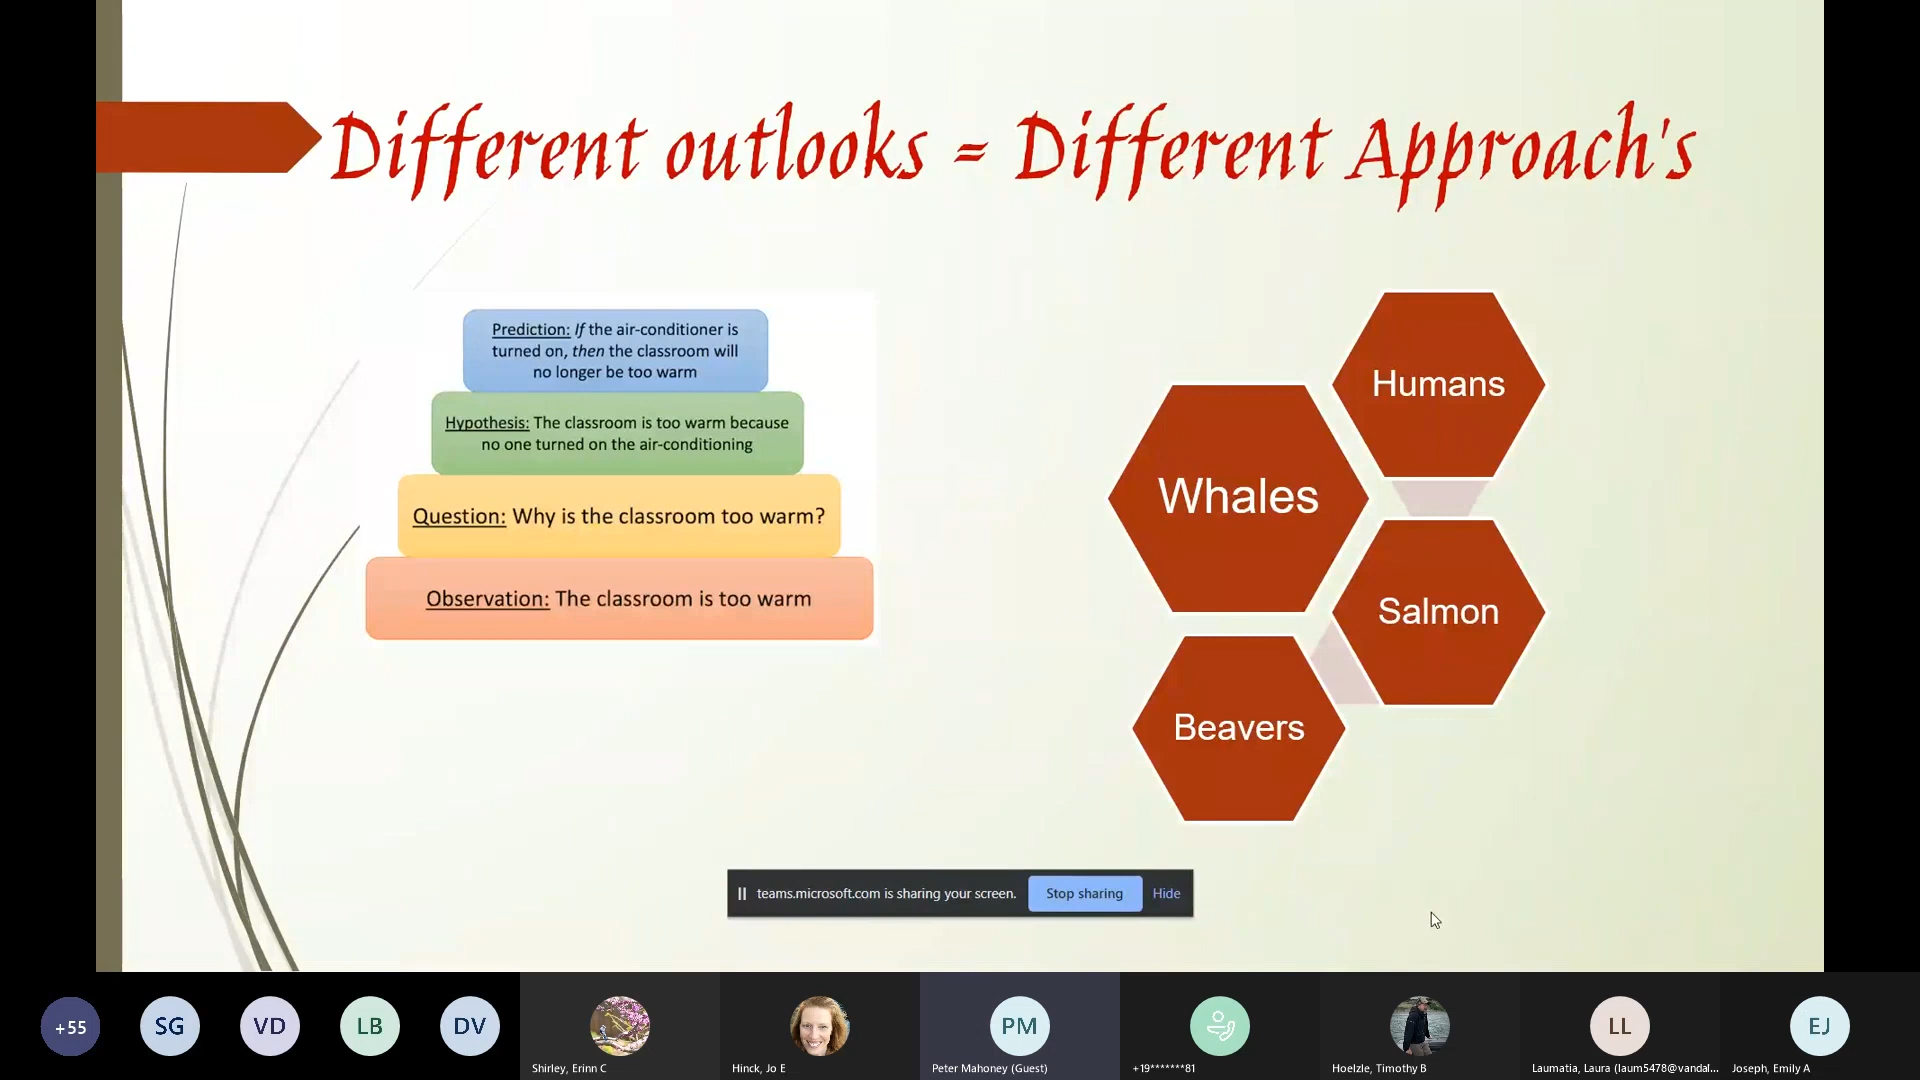 Different outlooks = Different Approach's
Prediction: If the air-conditioner is
turned on, then the classroom will
no longer be too warm
Hypothesis: The classroom is too warm because
no one turned on the air-conditioning
Question: Why is the classroom too warm?
Observation: The classroom is too warm
Humans
Whales
Salmon
Beavers
teams.microsoft.com is sharing your screen.
Stop sharing
Hide
+55
SG
VD
LB
DV
PM
LL
EJ
Shirley, Erinn C
Hinck, Jo E
Peter Mahoney (Guest)
+19*******81
Hoelzle, Timothy B
Laumatia, Laura (laum5478@vandal...
Joseph, Emily A